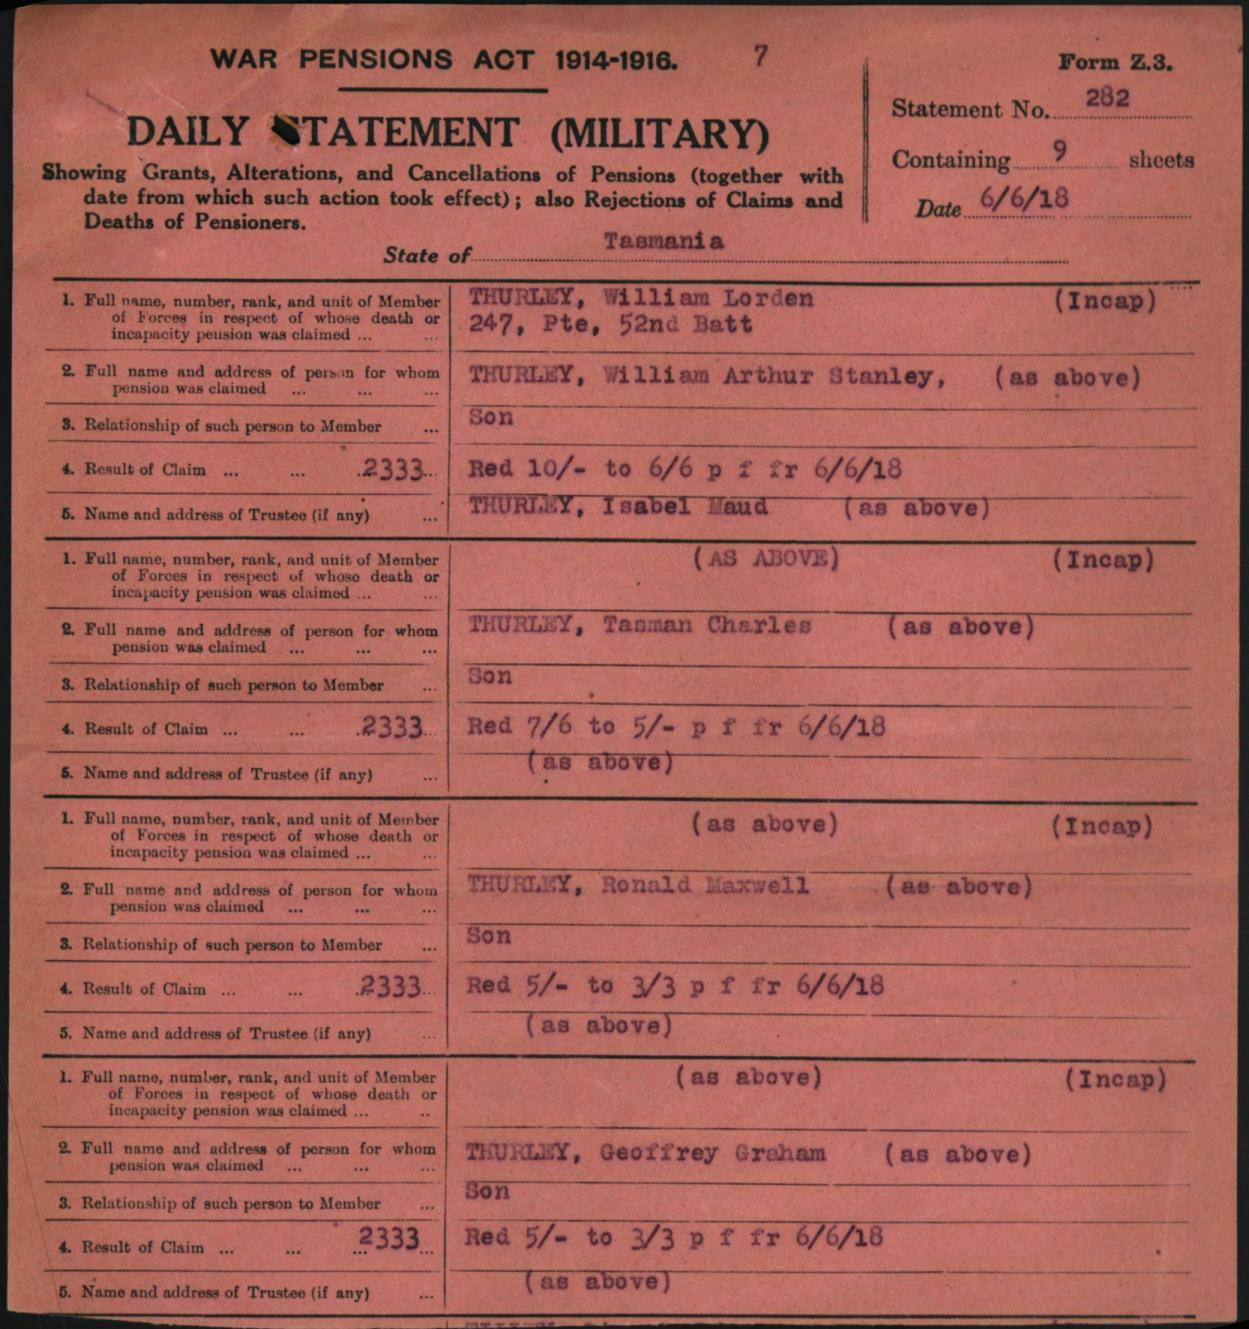 WAR PENSIONS ACT 1914-1916. 7
Form Z.3.
DAILY STATEMENT (MILITARY)
Statement No. 282
Containing 9 sheets
Date 6/6/18
Showing Grants, Alterations, and Cancellations of Pensions (together with
date from which such action took effect); also Rejections of Claims and
Deaths of Pensioners.
State of Tasmania
1. Full name, number, rank, and unit of Member
of Forces in respect of whose death or
incapacity pension was claimed ... ...
THURLEY, William Lorden (Incap)
247, Pte, 52nd Batt
2. Full name and address of person for whom
pension was claimed ... ... ...
THURLEY, William Arthur Stanley, (as above)
3. Relationship of such person to Member ...
Son
4. Result of Claim ... ... 2333 Red 10/- to 6/6 p f fr 6/6/18
5. Name and address of Trustee (if any) ...
THURLEY, Isabel Maud (as above)
1. Full name, number, rank, and unit of Member
of Forces in respect of whose death or
incapacity pension was claimed ... ...
(AS ABOVE) (Incap)
2. Full name and address of person for whom
pension was claimed ... ... ...
THURLEY, Tasman Charles (as above)
3. Relationship of such person to Member ...
Son
4. Result of Claim ... ... 2333 Red 7/6 to 5/- p f fr 6/6/18
5. Name and address of Trustee (if any) ...
(as above)
1. Full name, number, rank, and unit of Member
of Forces in respect of whose death or
incapacity pension was claimed ... ...
(as above) (Incap)
2. Full name and address of person for whom
pension was claimed ... ... ...
THURLEY, Ronald Maxwell (as above)
3. Relationship of such person to Member ...
Son
4. Result of Claim ... ... 2333 Red 5/- to 3/3 p f fr 6/6/18
5. Name and address of Trustee (if any) ...
(as above)
1. Full name, number, rank, and unit of Member
of Forces in respect of whose death or
incapacity pension was claimed ... ..
(as above) (Incap)
2. Full name and address of person for whom
pension was claimed ... ... ...
THURLEY, Geoffrey Graham (as above)
3. Relationship of such person to Member ...
Son
4. Result of Claim ... ... 2333 Red 5/- to 3/3 p f fr 6/6/18
5. Name and address of Trustee (if any) ...
(as above)